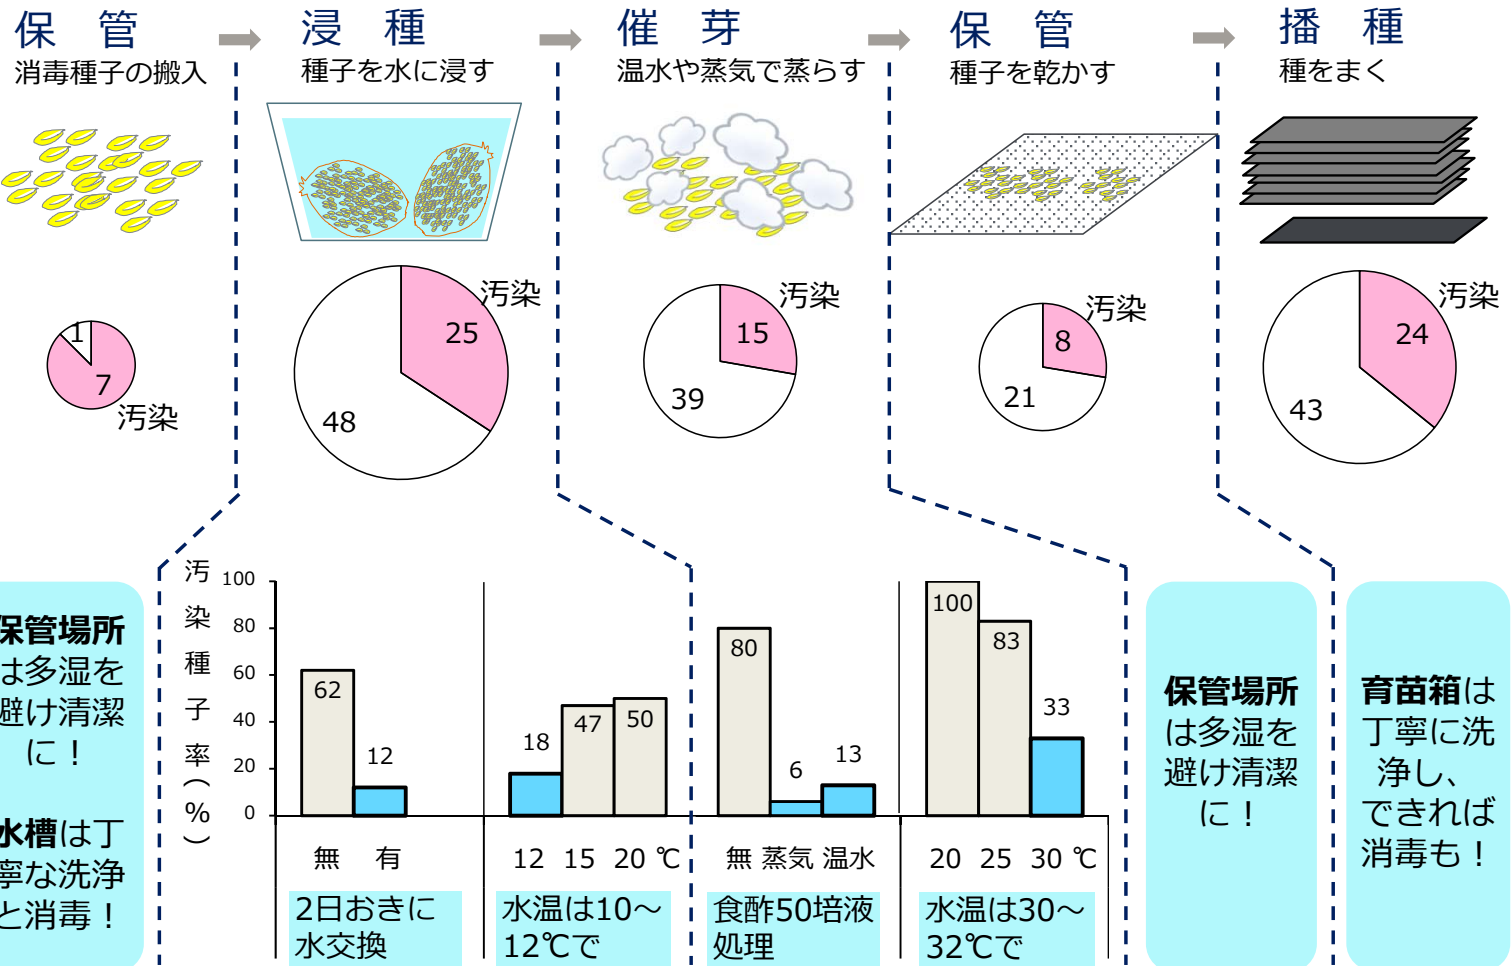 保 管
消毒種子の搬入
浸 種
種子を水に浸す
催 芽
温水や蒸気で蒸らす
保 管
種子を乾かす
播 種
種をまく
1
7
汚染
汚染
25
48
汚染
15
39
汚染
8
21
汚染
24
43
保管場所
は多湿を
避け清潔
に！
水槽は丁
寧な洗浄
と消毒！
汚染種子率(%)
100
80
60
40
20
0
62
12
無 有
2日おきに
水交換
18
47
50
12 15 20 ℃
水温は10～
12℃で
80
6
13
無 蒸気 温水
食酢50培液
処理
100
83
33
20 25 30 ℃
水温は30～
32℃で
保管場所
は多湿を
避け清潔
に！
育苗箱は
丁寧に洗
浄し、
できれば
消毒も！